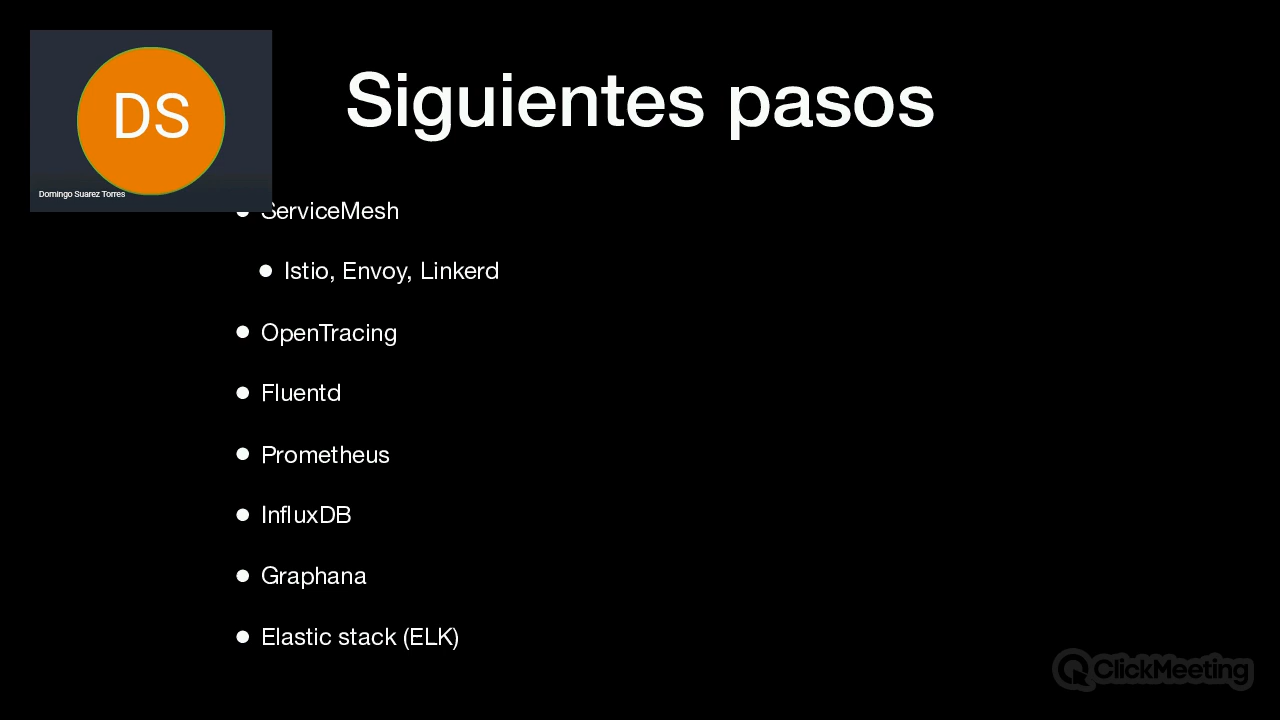 DS
Domingo Suarez Torres
Siguientes pasos
ServiceMesh
Istio, Envoy, Linkerd
OpenTracing
Fluentd
Prometheus
InfluxDB
Graphana
Elastic stack (ELK)
ClickMeeting